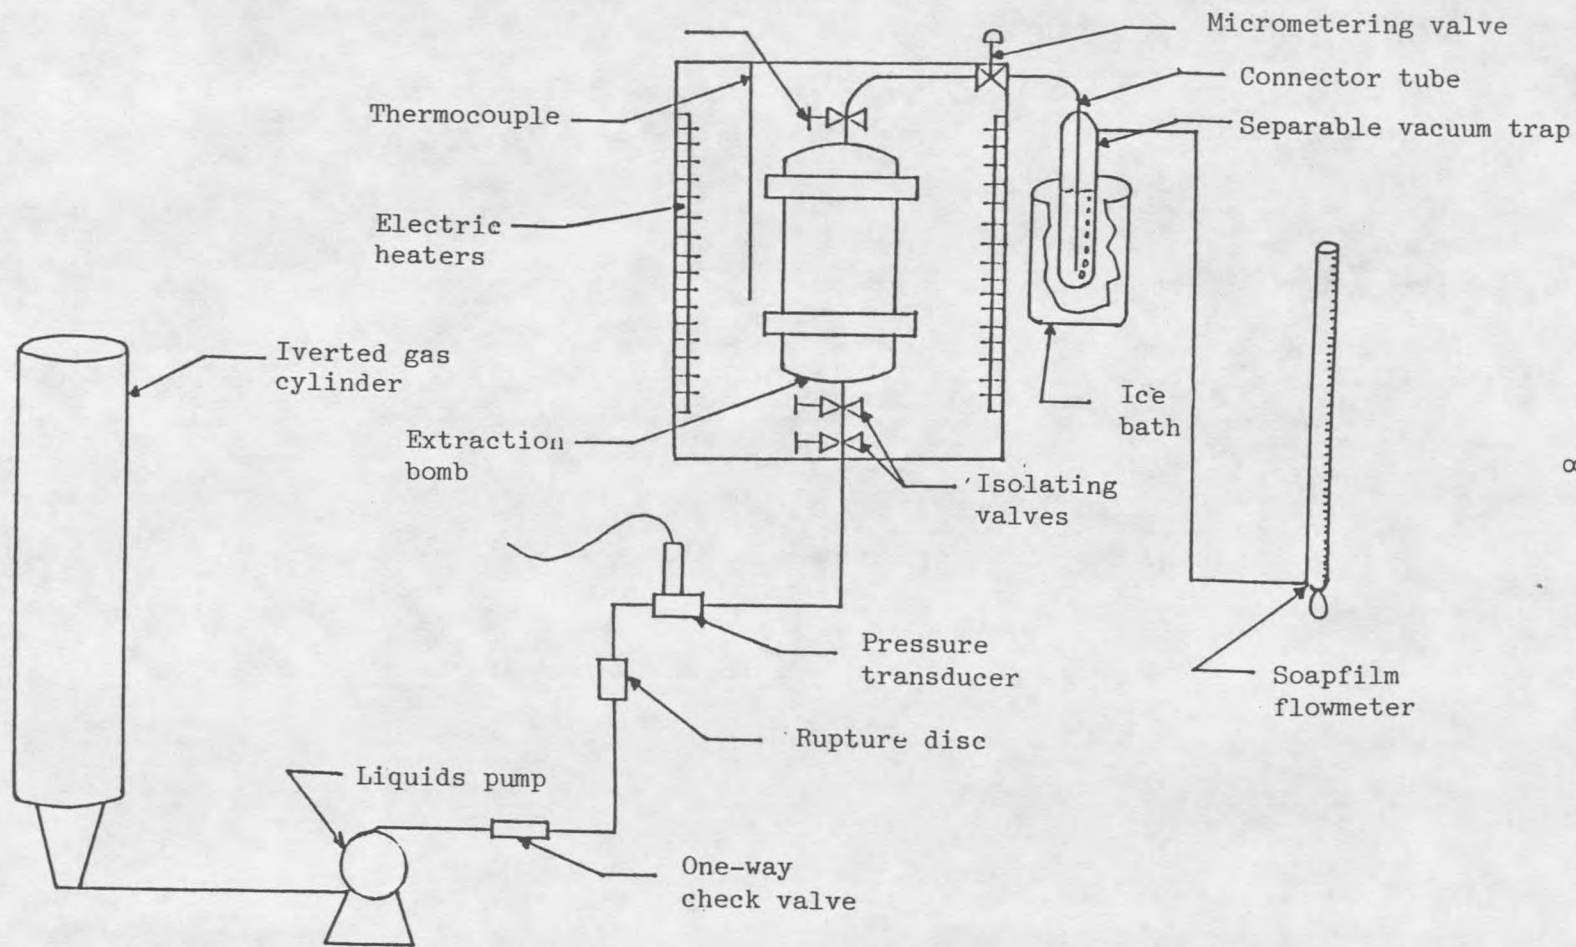 Micrometering valve
Connector tube
Separable vacuum trap
Thermocouple
Electric
heaters
Iverted gas
cylinder
Extraction
bomb
Ice
bath
Isolating
valves
Pressure
transducer
Soapfilm
flowmeter
Rupture disc
Liquids pump
One-way
check valve